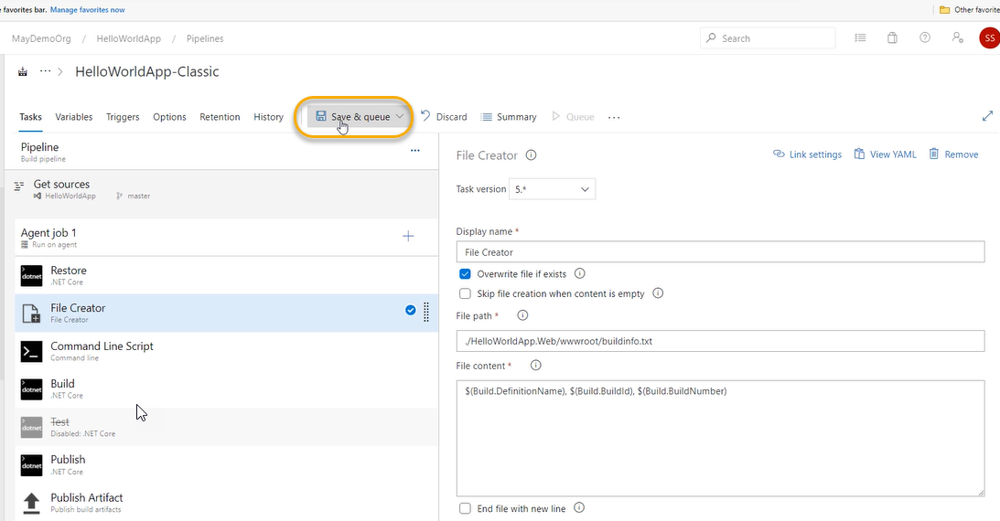 e favorites bar. Manage favorites now
Other favorite
MayDemoOrg / HelloWorldApp / Pipelines
Search
SS
... > HelloWorldApp-Classic
Tasks Variables Triggers Options Retention History Save & queue Discard Summary Queue ...
Pipeline
Build pipeline
...
Get sources
HelloWorldApp master
Agent job 1
Run on agent
Restore
dotnet
.NET Core
File Creator
File Creator
Command Line Script
Command line
Build
dotnet
.NET Core
Test
dotnet
Disabled: .NET Core
Publish
dotnet
.NET Core
Publish Artifact
Publish build artifacts
File Creator
Link settings View YAML Remove
Task version 5.*
Display name *
File Creator
Overwrite file if exists
Skip file creation when content is empty
File path *
./HelloWorldApp.Web/wwwroot/buildinfo.txt
File content *
$(Build.DefinitionName), $(Build.BuildId), $(Build.BuildNumber)
End file with new line